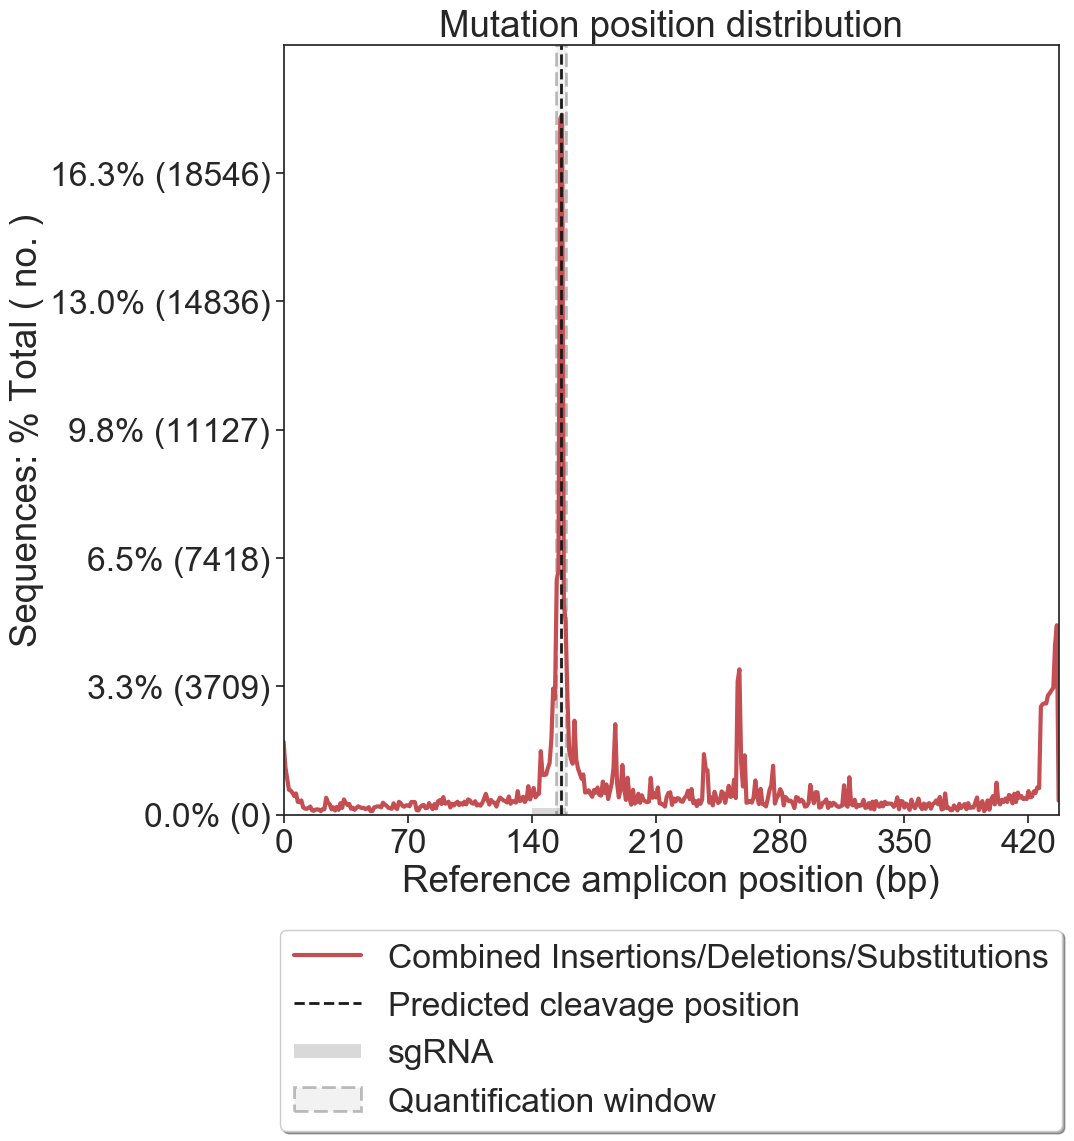 Mutation position distribution
Sequences: % Total ( no. )
16.3% (18546)
13.0% (14836)
9.8% (11127)
6.5% (7418)
3.3% (3709)
0.0% (0)
0 70 140 210 280 350 420
Reference amplicon position (bp)
Combined Insertions/Deletions/Substitutions
Predicted cleavage position
sgRNA
Quantification window